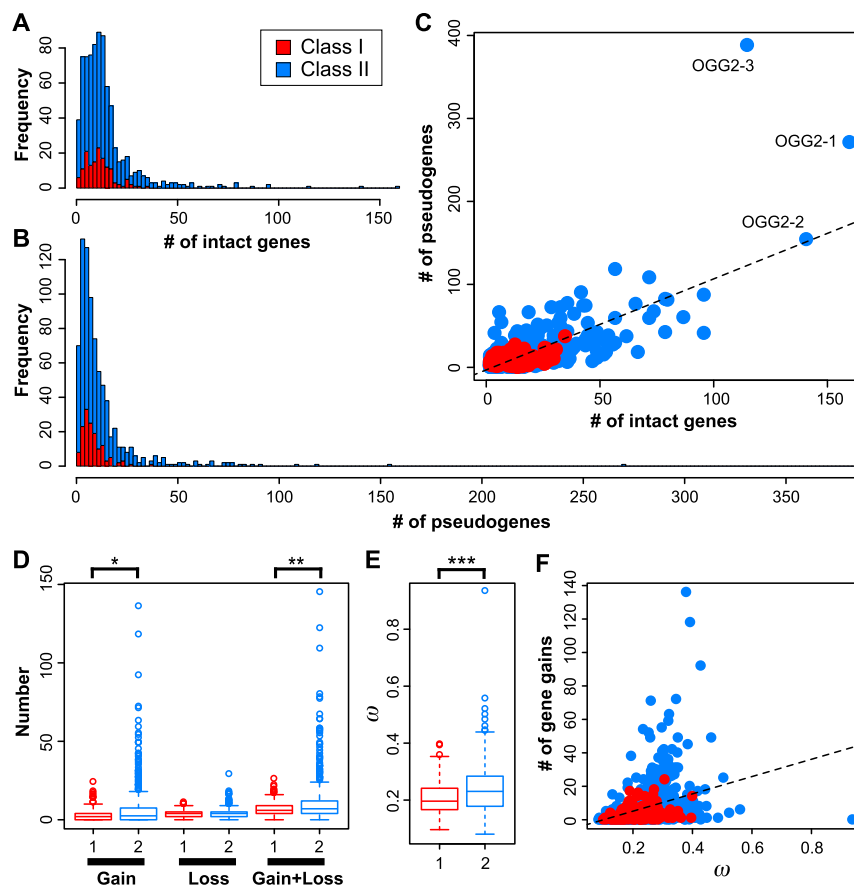 A
Frequency
0 20 40 60 80
0 50 100 150
# of intact genes
Class I
Class II
B
Frequency
0 20 40 60 80 100 120
0 50 100 150 200 250 300 350
# of pseudogenes
C
# of pseudogenes
0 100 200 300 400
OGG2-3
OGG2-1
OGG2-2
0 50 100 150
# of intact genes
D
* **
Number
0 50 100 150
1 2 1 2 1 2
Gain Loss Gain+Loss
E
***
ω
0.2 0.4 0.6 0.8
1 2
F
# of gene gains
0 20 40 60 80 100 120 140
0.2 0.4 0.6 0.8
ω